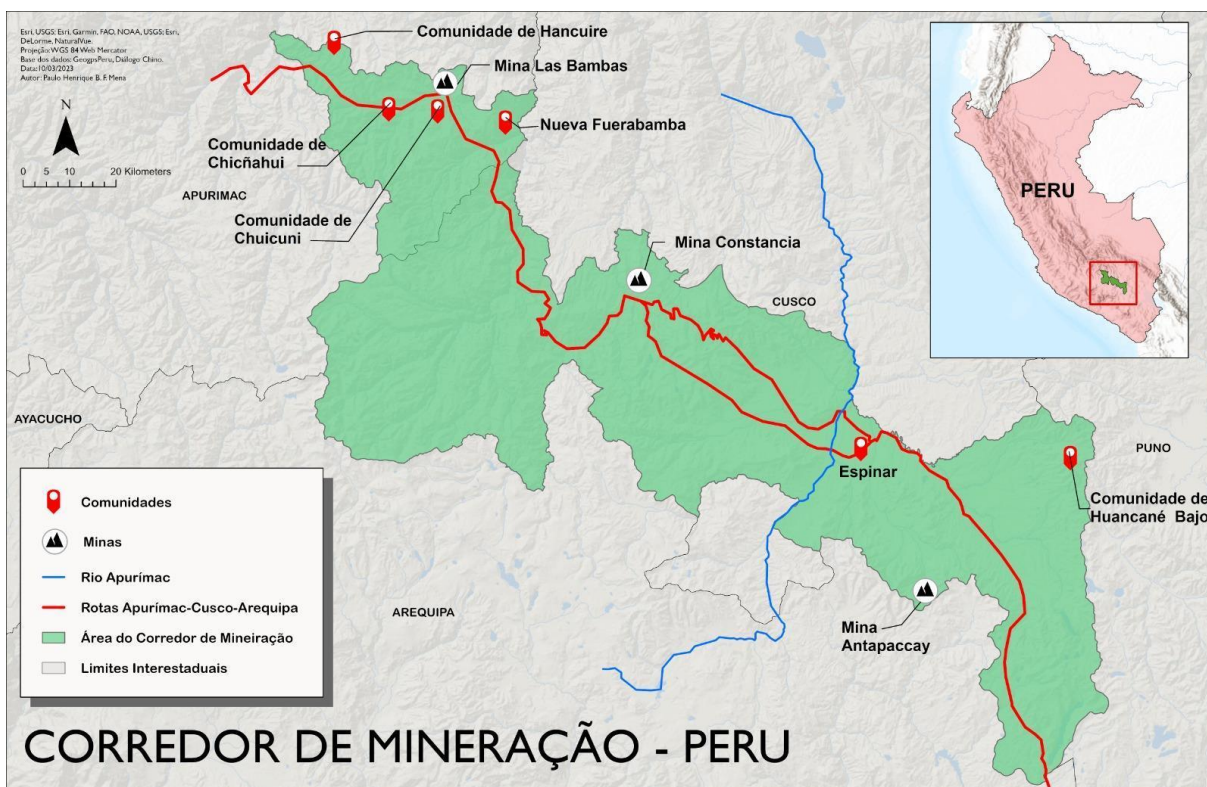 Esri, USGS: Esri, Garmin, FAO, NOAA, USGS: Esri,
DeLorme, NaturalVue.
Projeção: WGS 84 Web Mercator
Base dos dados: GeogpsPeru, Diálogo Chino.
Data:10/03/2023
Autor: Paulo Henrique B. F. Mena
N
0 5 10 20 Kilometers
Comunidade de Hancuire
Mina Las Bambas
Nueva Fuerabamba
Comunidade de
Chicñahui
APURIMAC
Comunidade de
Chuicuni
Mina Constancia
CUSCO
PERU
AYACUCHO
Espinar
PUNO
Comunidade de
Huancané Bajo
AREQUIPA
Mina
Antapaccay
Comunidades
Minas
Rio Apurímac
Rotas Apurímac-Cusco-Arequipa
Área do Corredor de Mineiração
Limites Interestaduais
CORREDOR DE MINERAÇÃO - PERU